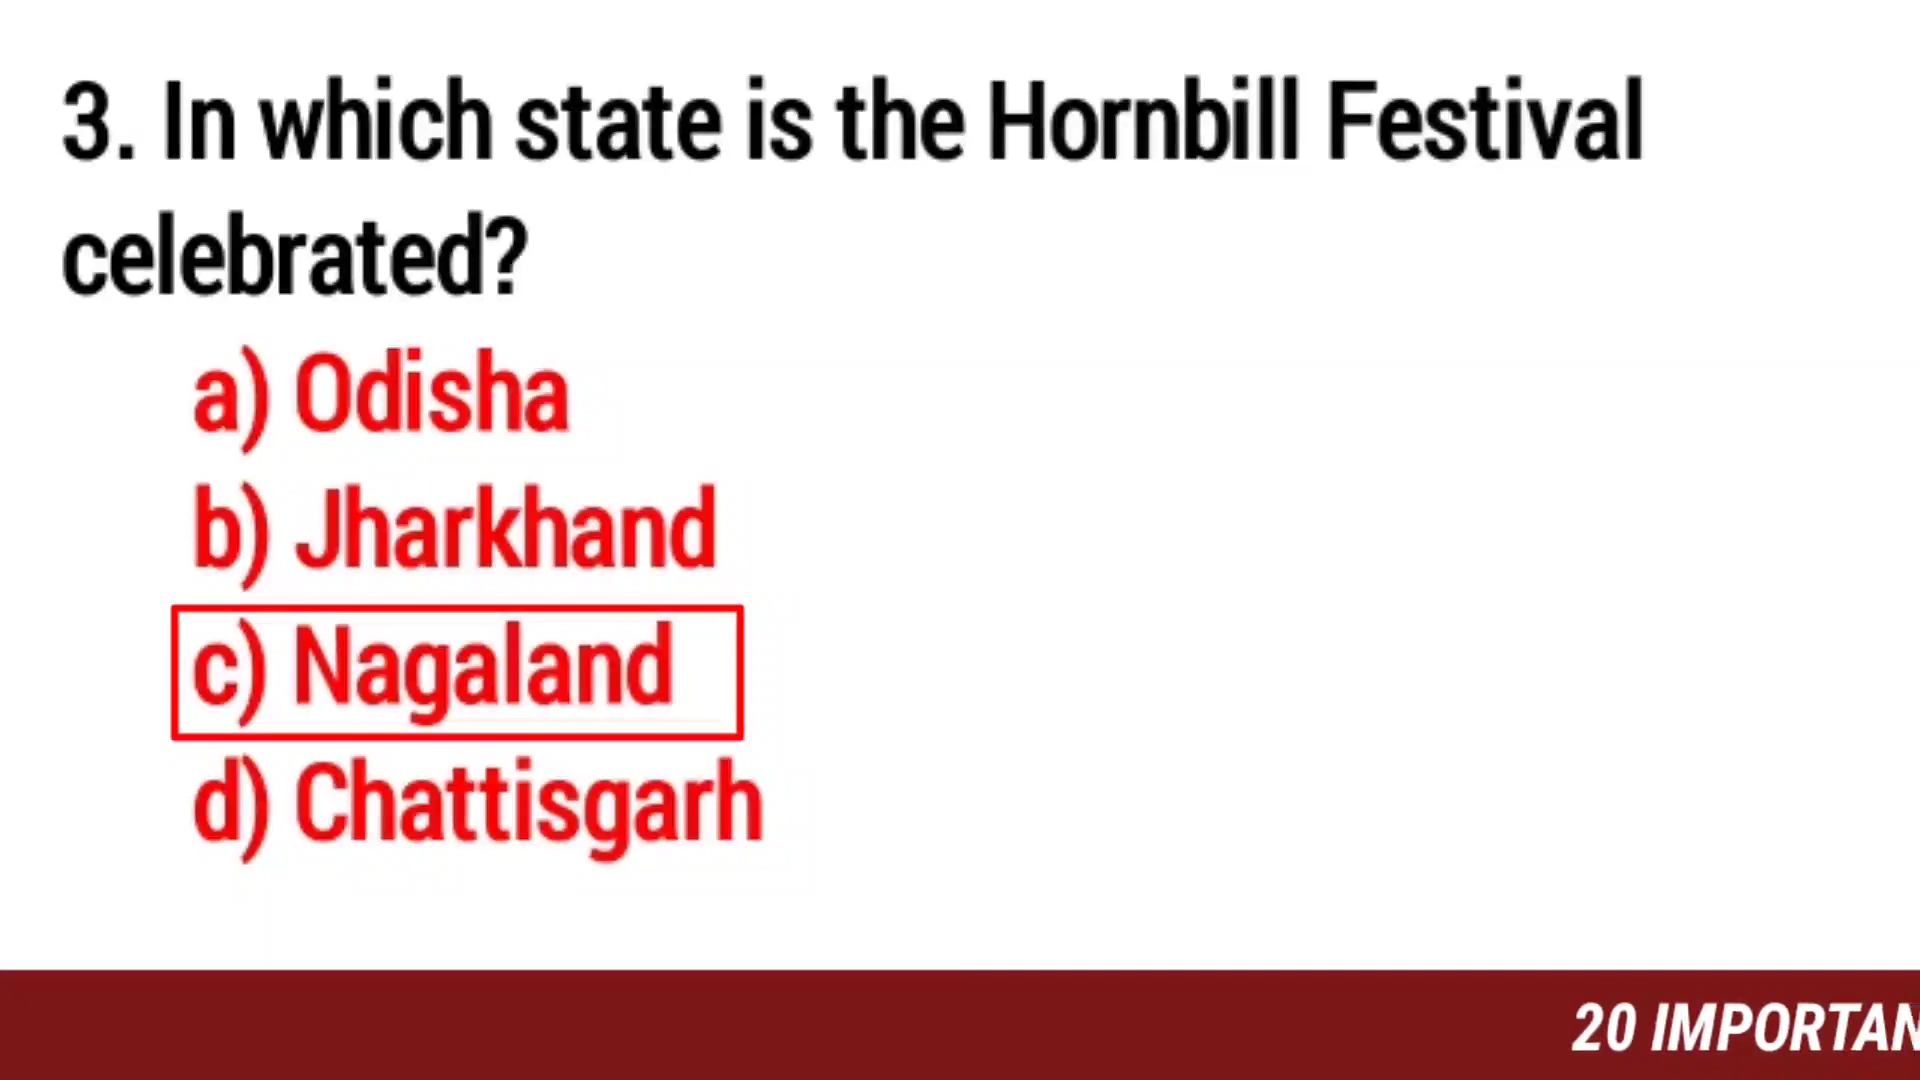 3. In which state is the Hornbill Festival
celebrated?
a) Odisha
b) Jharkhand
c) Nagaland
d) Chattisgarh
20 IMPORTAN